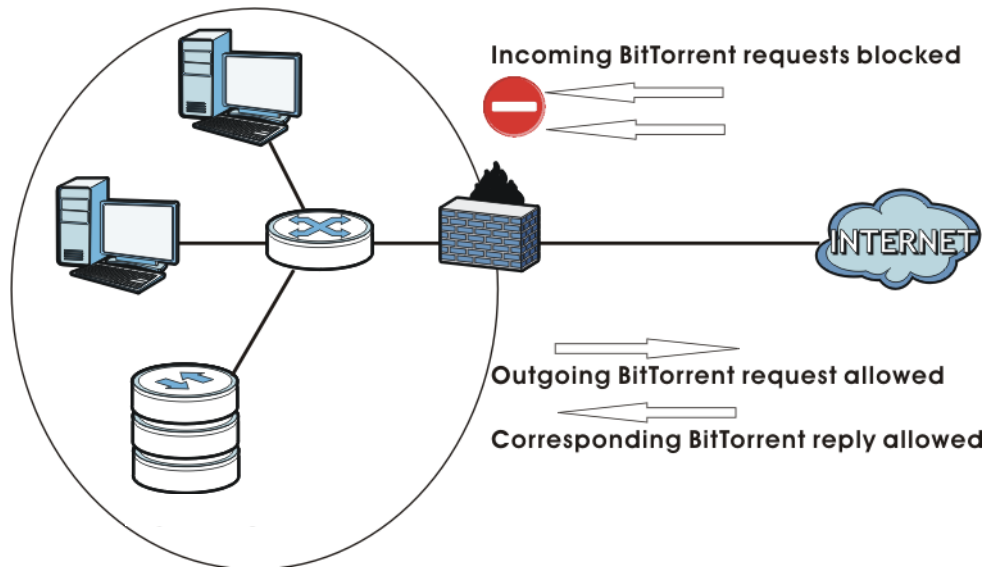 Incoming BitTorrent requests blocked
INTERNET
Outgoing BitTorrent request allowed
Corresponding BitTorrent reply allowed